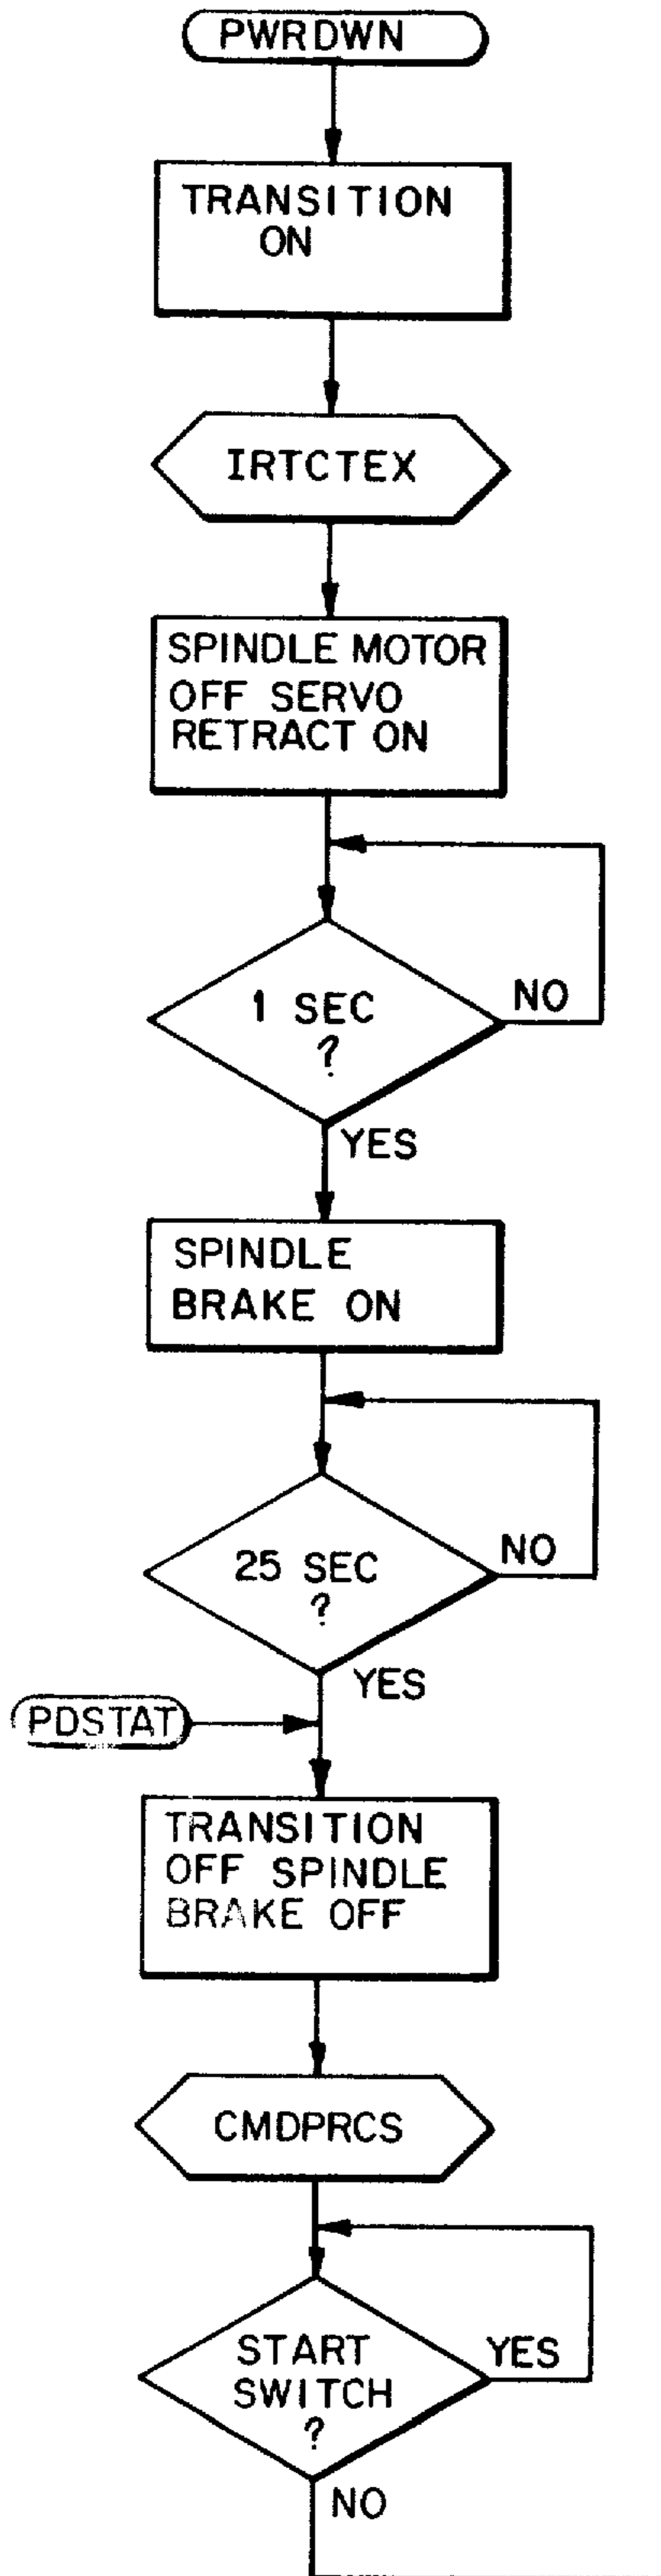 PWRDWN
TRANSITION
ON
IRTCTEX
SPINDLE MOTOR
OFF SERVO
RETRACT ON
1 SEC
?
NO
YES
SPINDLE
BRAKE ON
25 SEC
?
NO
YES
PDSTAT
TRANSITION
OFF SPINDLE
BRAKE OFF
CMDPRCS
START
SWITCH
?
YES
NO